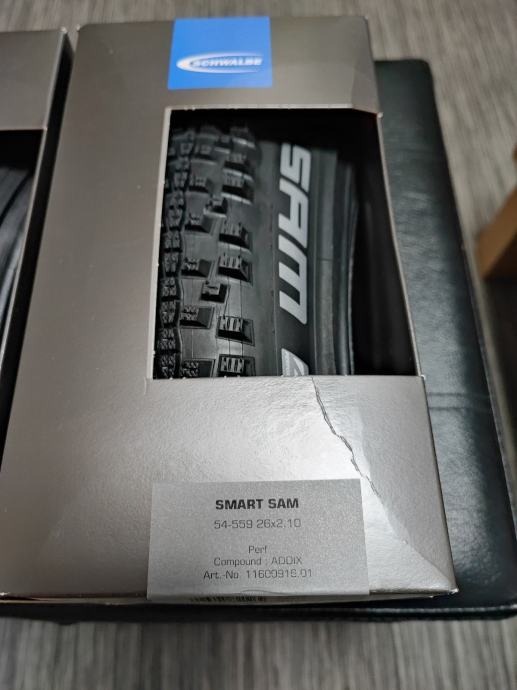 SCHWALBE
SAM
SMART SAM
54-559 26x2.10
Perf
Compound : ADDIX
Art.-No. 11600916.01